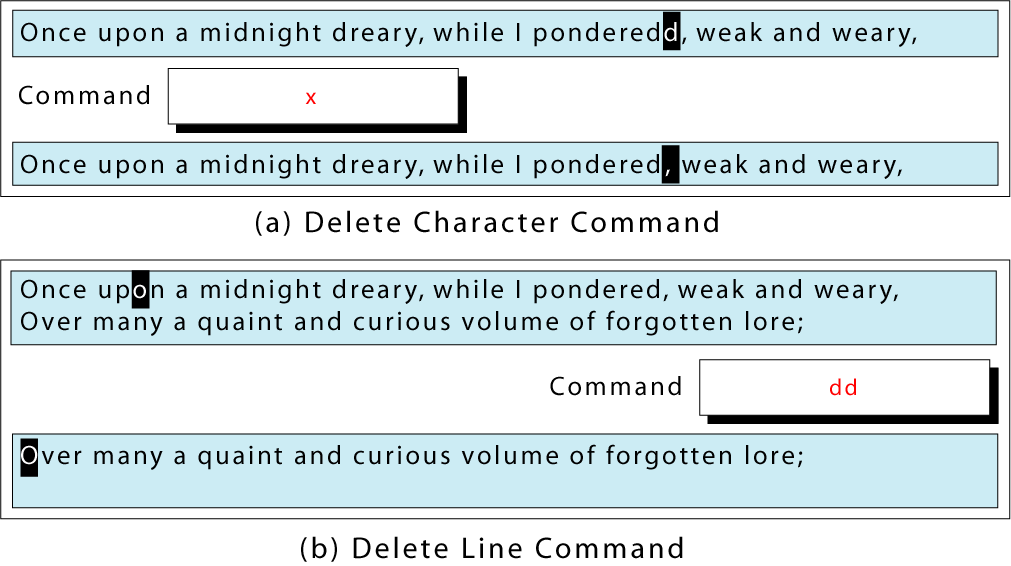 Once upon a midnight dreary, while I ponderedd, weak and weary,
Command x
Once upon a midnight dreary, while I pondered, weak and weary,
(a) Delete Character Command
Once upon a midnight dreary, while I pondered, weak and weary,
Over many a quaint and curious volume of forgotten lore;
Command dd
Over many a quaint and curious volume of forgotten lore;
(b) Delete Line Command